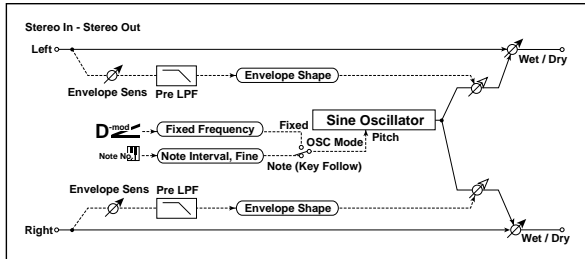 Stereo In - Stereo Out
Left
Wet / Dry
Envelope Sens
Pre LPF
Envelope Shape
D-mod
Fixed Frequency
Fixed
Sine Oscillator
OSC Mode
Pitch
Note No.
Note Interval, Fine
Note (Key Follow)
Envelope Sens
Pre LPF
Envelope Shape
Right
Wet / Dry